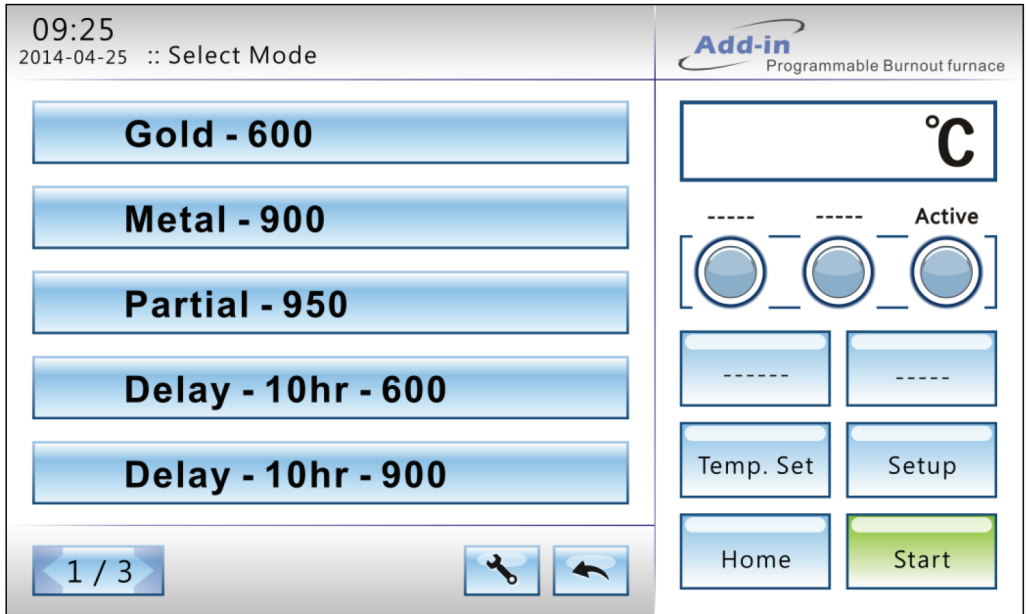 09:25
2014-04-25 :: Select Mode
Add-in
Programmable Burnout furnace
Gold - 600
Metal - 900
Partial - 950
Delay - 10hr - 600
Delay - 10hr - 900
1 / 3
℃
----- ----- Active
------ -----
Temp. Set Setup
Home Start